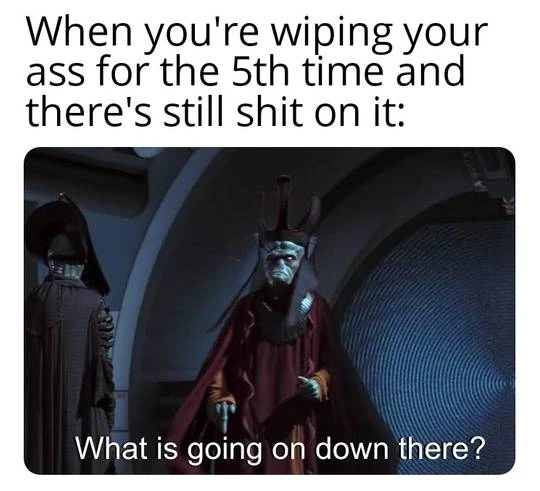 When you're wiping your
ass for the 5th time and
there's still shit on it:
What is going on down there?